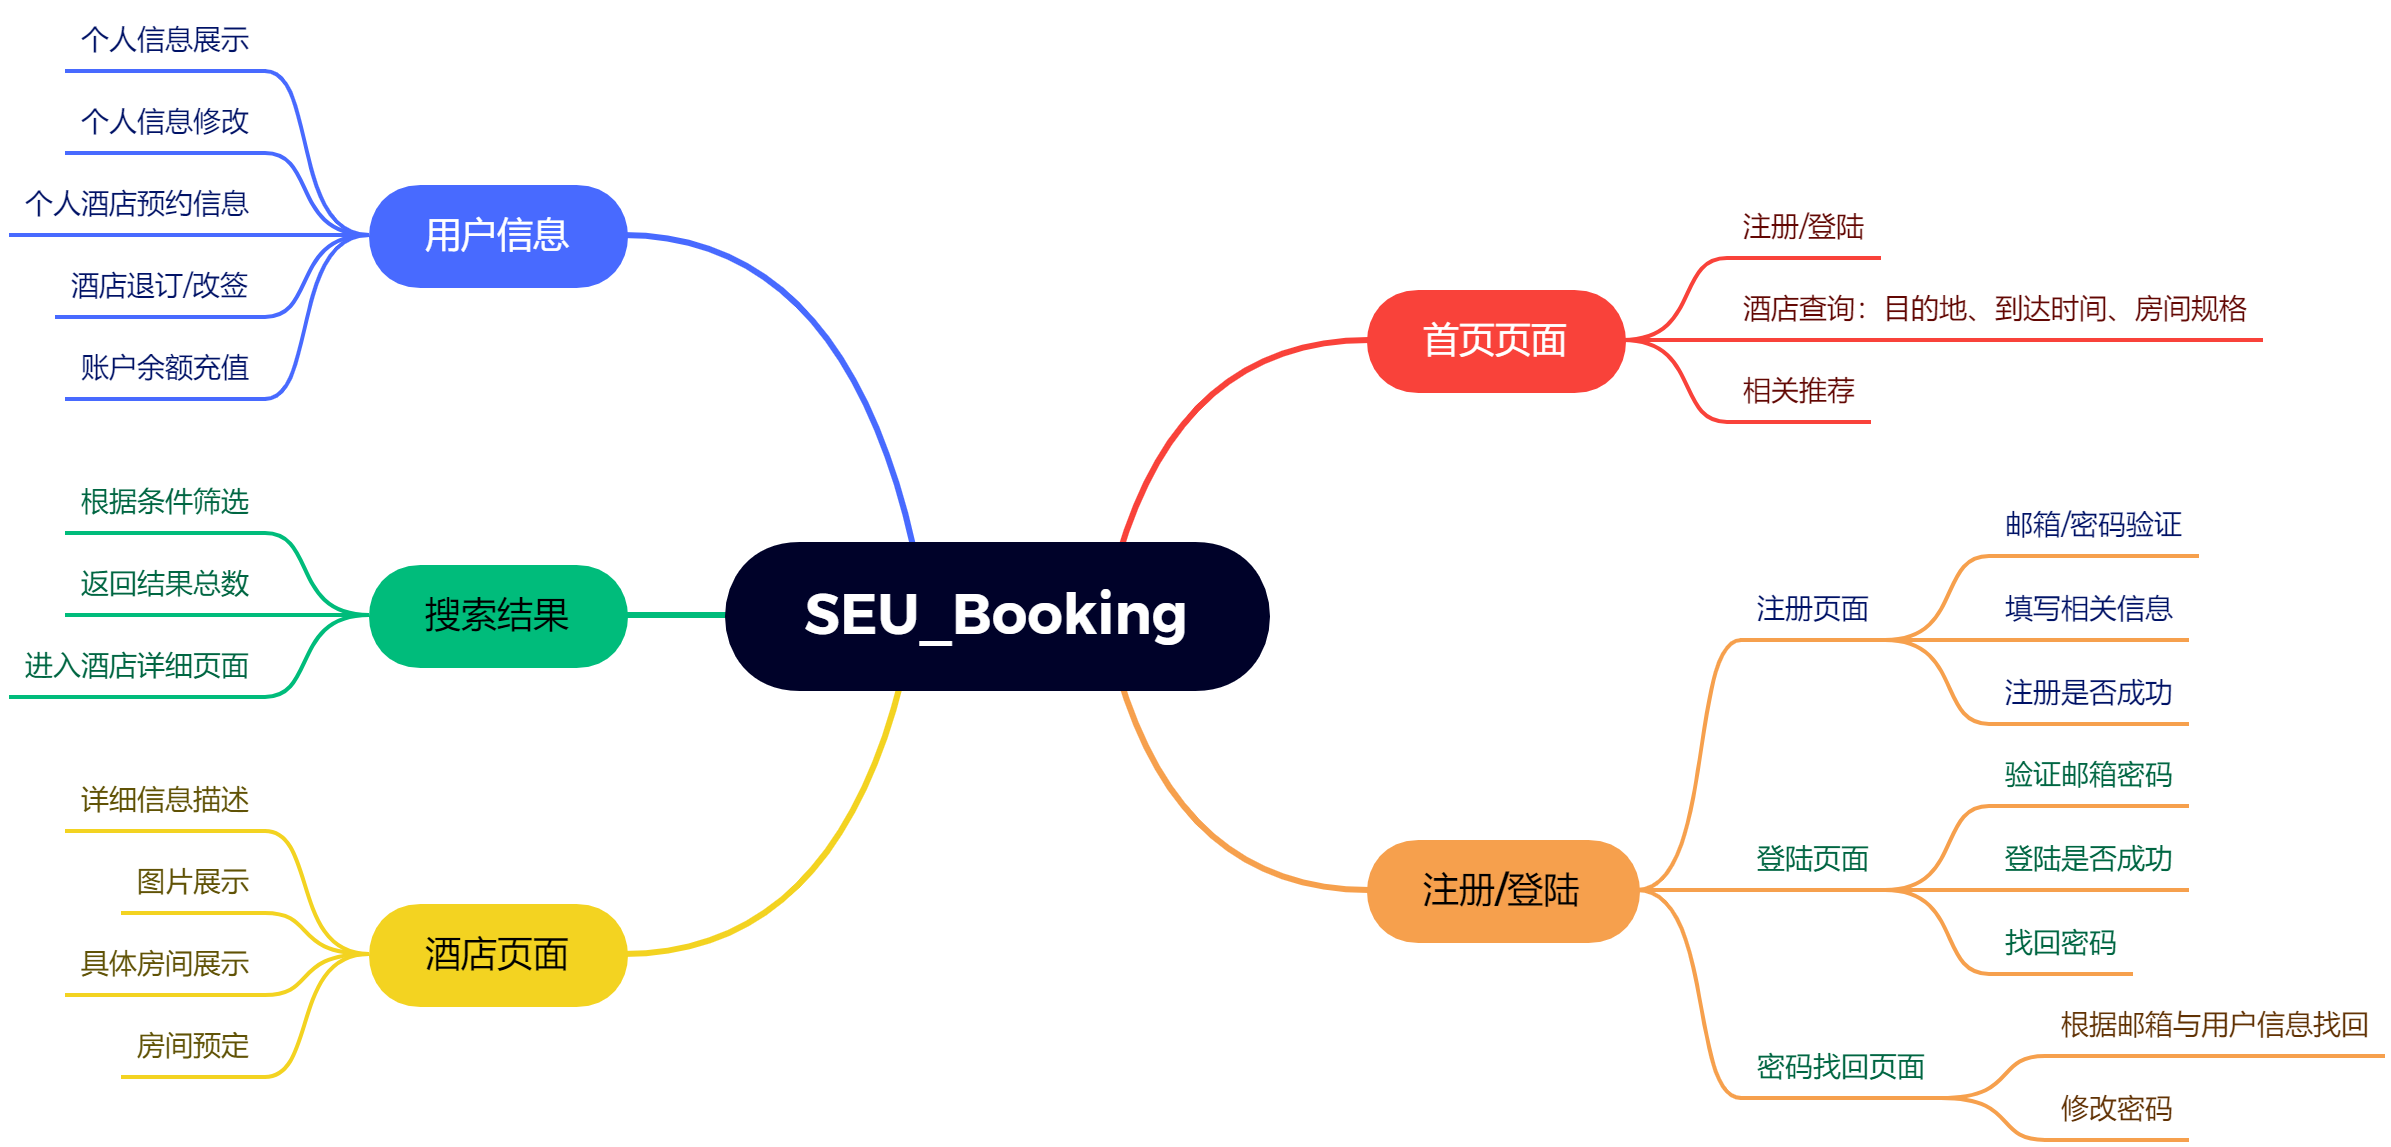 SEU_Booking
首页页面
注册/登陆
酒店查询：目的地、到达时间、房间规格
相关推荐
注册/登陆
注册页面
邮箱/密码验证
填写相关信息
注册是否成功
登陆页面
验证邮箱密码
登陆是否成功
找回密码
密码找回页面
根据邮箱与用户信息找回
修改密码
用户信息
个人信息展示
个人信息修改
个人酒店预约信息
酒店退订/改签
账户余额充值
搜索结果
根据条件筛选
返回结果总数
进入酒店详细页面
酒店页面
详细信息描述
图片展示
具体房间展示
房间预定